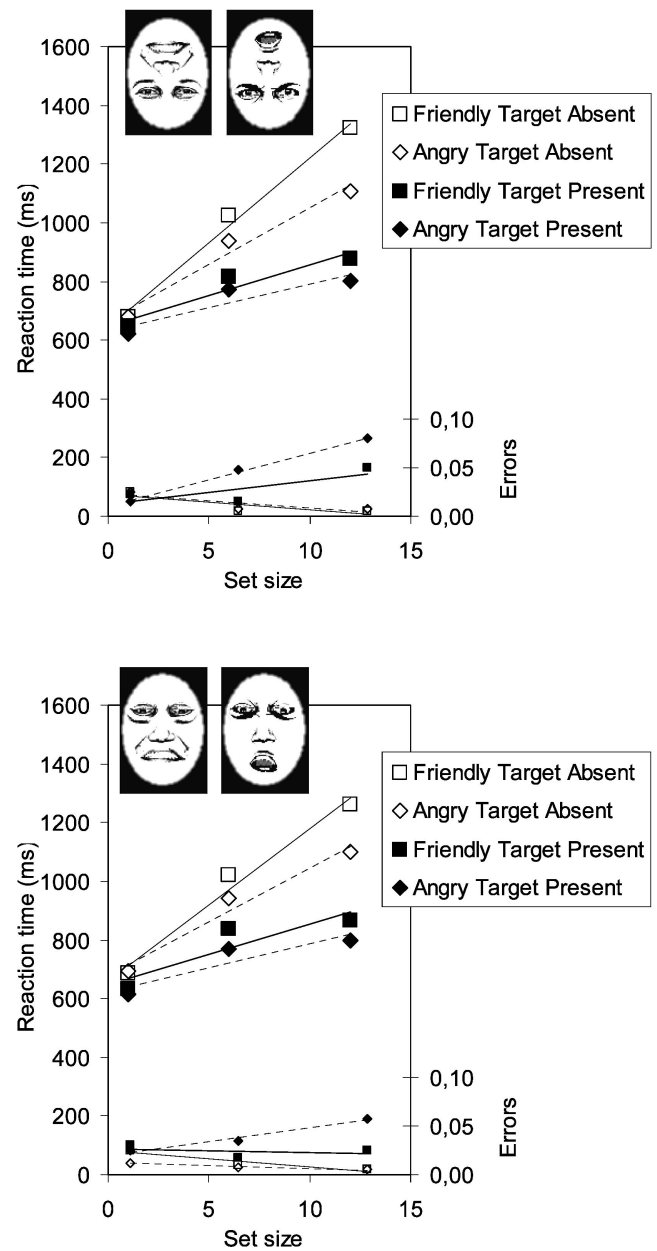 1600
1400
1200
1000
800
600
400
200
0
Reaction time (ms)
Friendly Target Absent
Angry Target Absent
Friendly Target Present
Angry Target Present
0,10
0,05
0,00
Errors
0 5 10 15
Set size
1600
1400
1200
1000
800
600
400
200
0
Reaction time (ms)
Friendly Target Absent
Angry Target Absent
Friendly Target Present
Angry Target Present
0,10
0,05
0,00
Errors
0 5 10 15
Set size